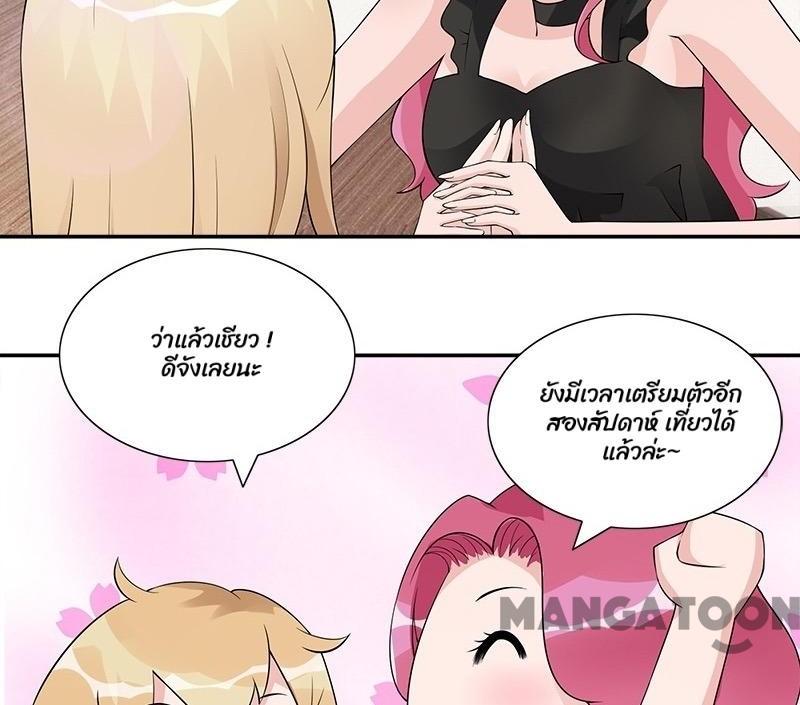 ว่าแล้วเชียว !
ดีจังเลยนะ
ยังมีเวลาเตรียมตัวอีก
สองสัปดาห์ เที่ยวได้
แล้วล่ะ~
MANGATOON